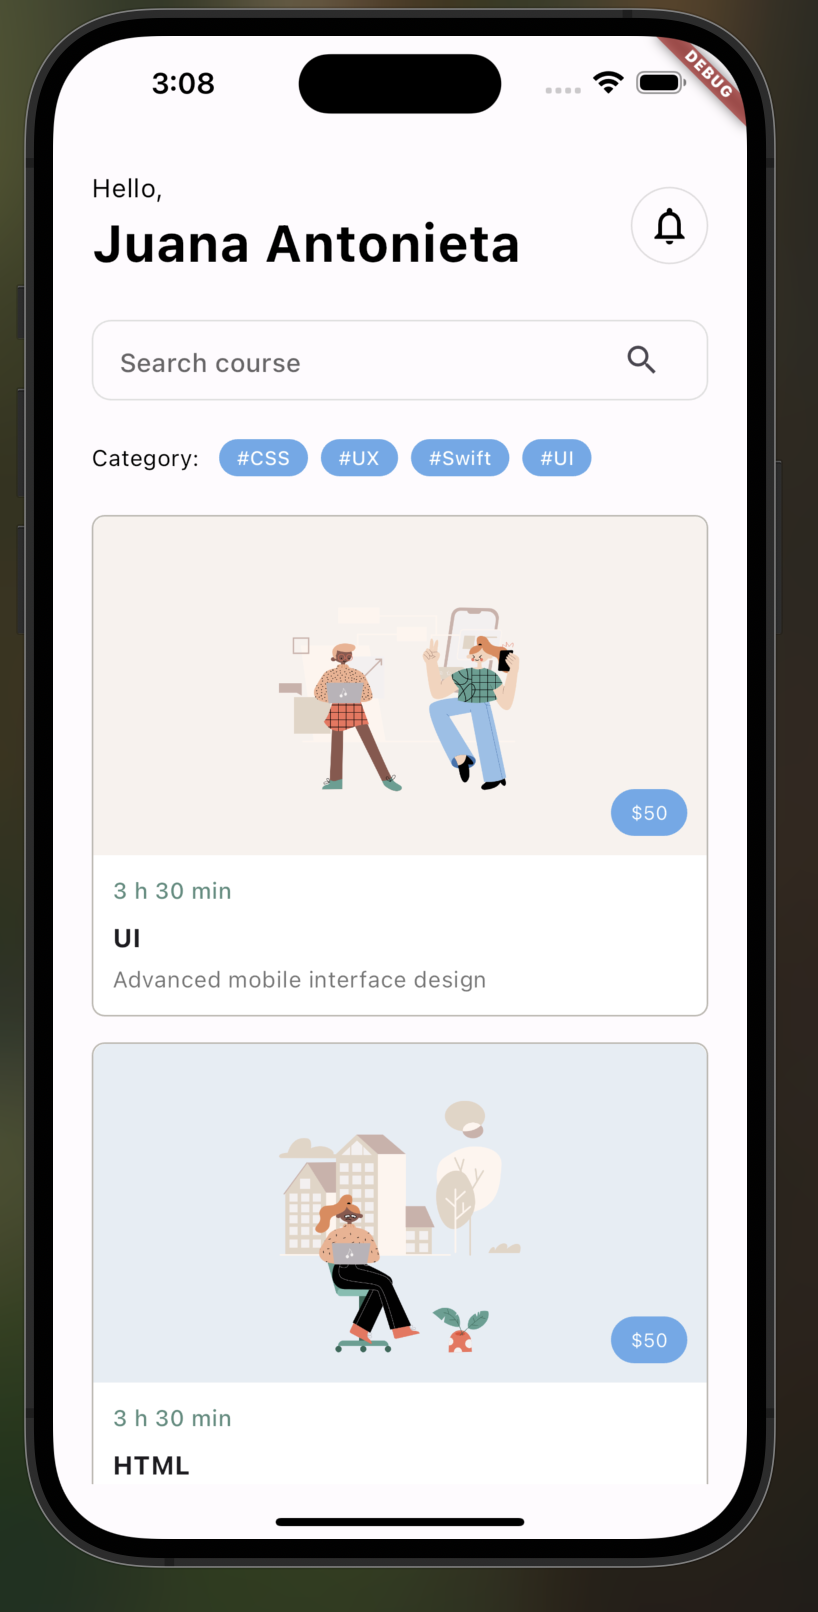 3:08
DEBUG
Hello,
Juana Antonieta
Search course
Category: #CSS #UX #Swift #UI
$50
3 h 30 min
UI
Advanced mobile interface design
$50
3 h 30 min
HTML